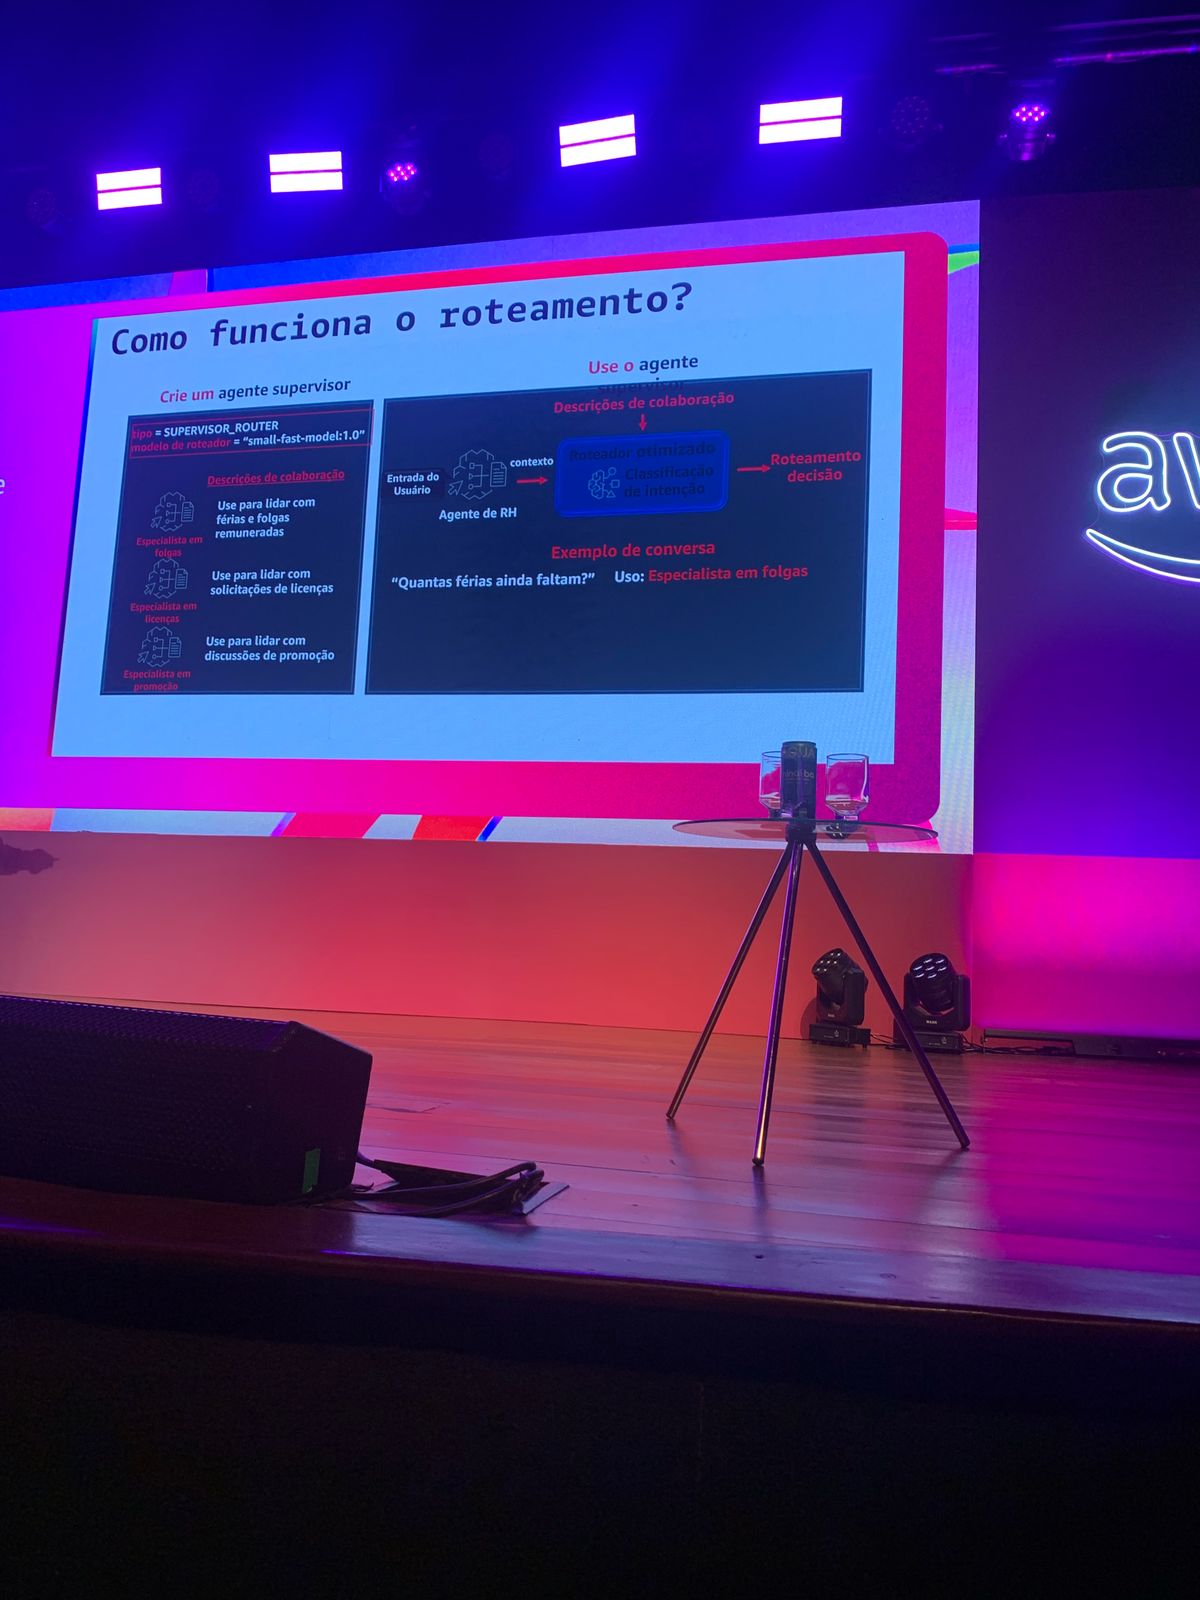 Como funciona o roteamento?
Crie um agente supervisor
tipo = SUPERVISOR_ROUTER
modelo de roteador = “small-fast-model:1.0”
Descrições de colaboração
Especialista em
folgas
Use para lidar com
férias e folgas
remuneradas
Especialista em
licenças
Use para lidar com
solicitações de licenças
Especialista em
promoção
Use para lidar com
discussões de promoção
Use o agente
supervisor
Descrições de colaboração
Entrada do
Usuário
Agente de RH
contexto
Roteador otimizado
Classificação
de intenção
Roteamento
decisão
Exemplo de conversa
“Quantas férias ainda faltam?” Uso: Especialista em folgas
e